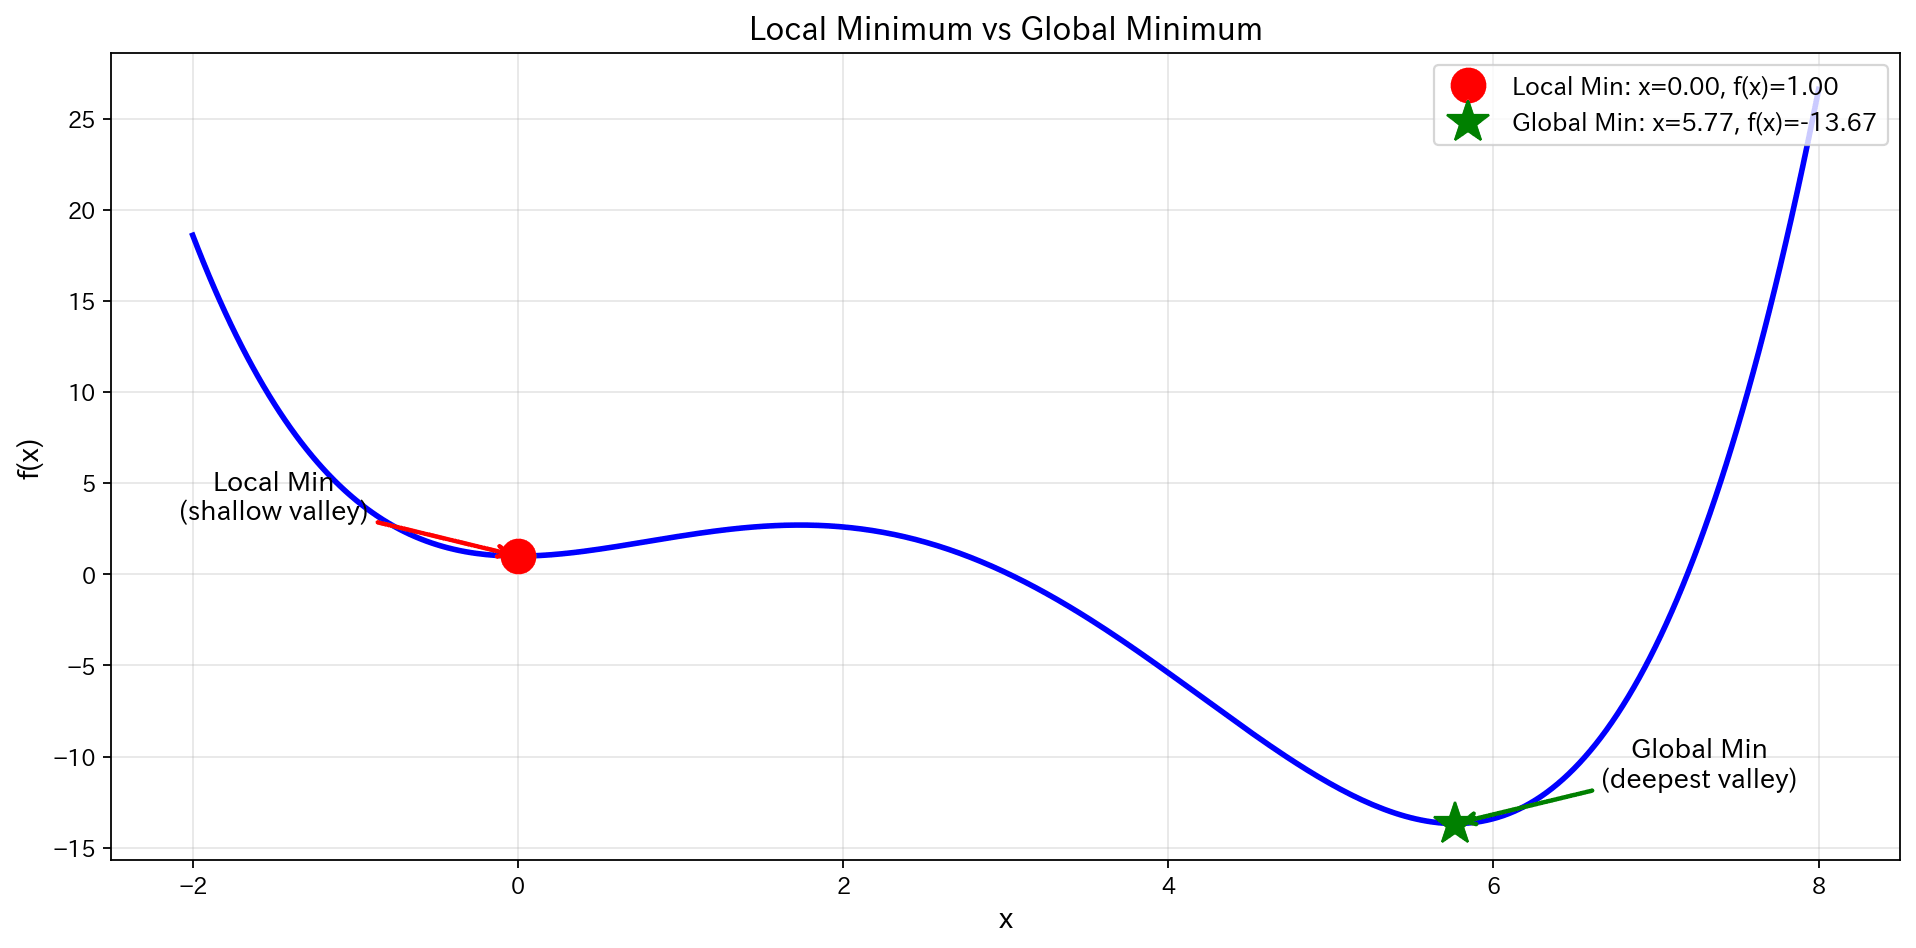 Local Minimum vs Global Minimum
Local Min: x=0.00, f(x)=1.00
Global Min: x=5.77, f(x)=-13.67
25
20
15
10
5
0
−5
−10
−15
f(x)
Local Min
(shallow valley)
Global Min
(deepest valley)
−2
0
2
4
6
8
x